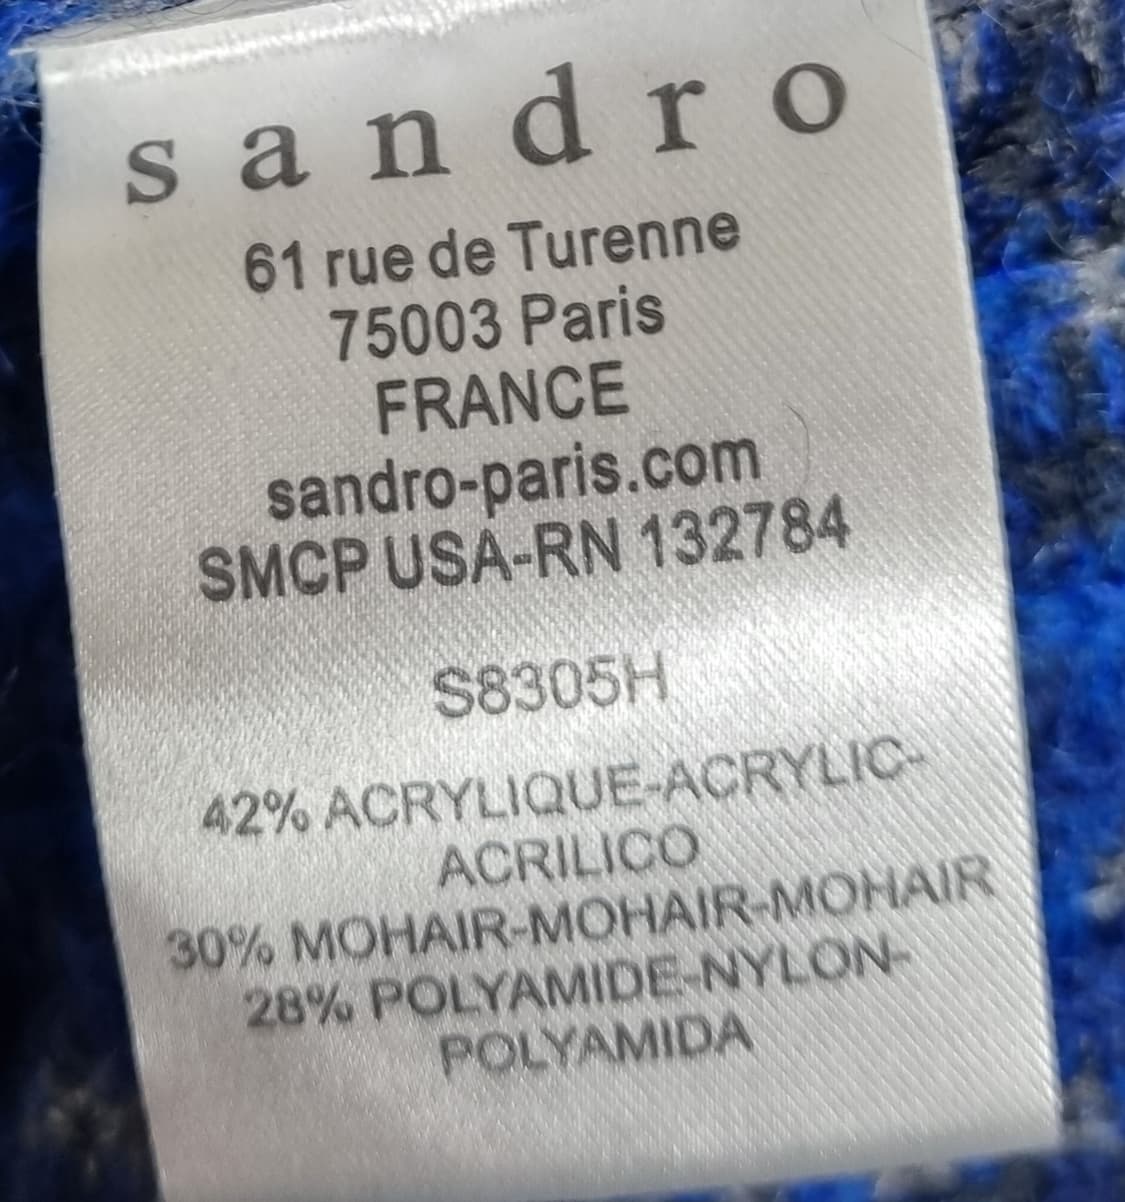 sandro
61 rue de Turenne
75003 Paris
FRANCE
sandro-paris.com
SMCP USA-RN 132784
S8305H
42% ACRYLIQUE-ACRYLIC-
ACRILICO
30% MOHAIR-MOHAIR-MOHAIR
28% POLYAMIDE-NYLON-
POLYAMIDA